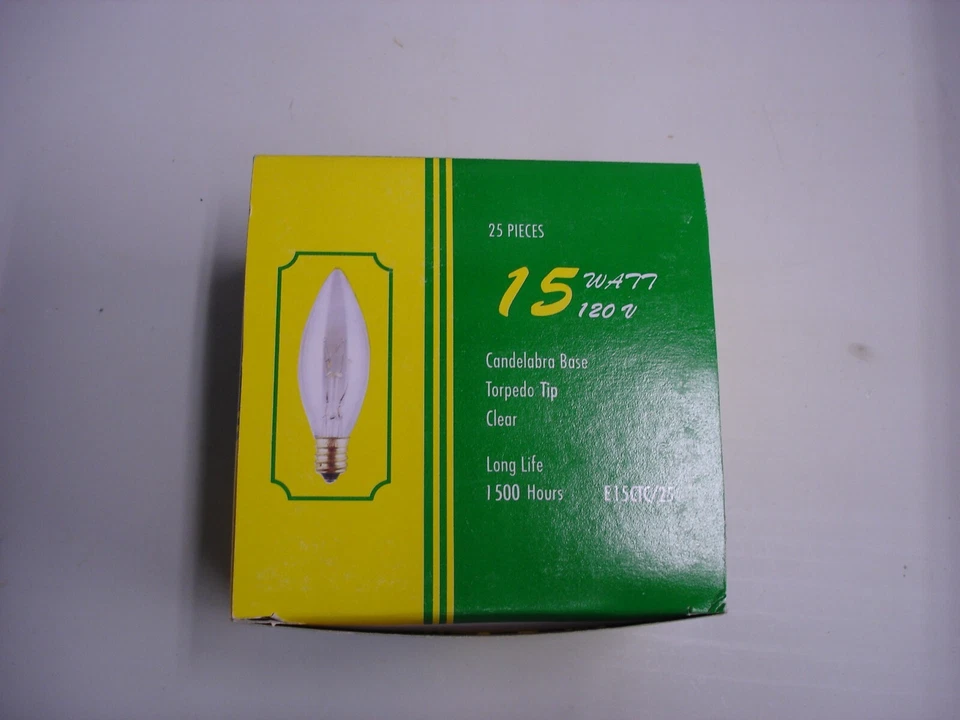 25 PIECES
15 WATT
120 V
Candelabra Base
Torpedo Tip
Clear
Long Life
1500 Hours E15CTC/25